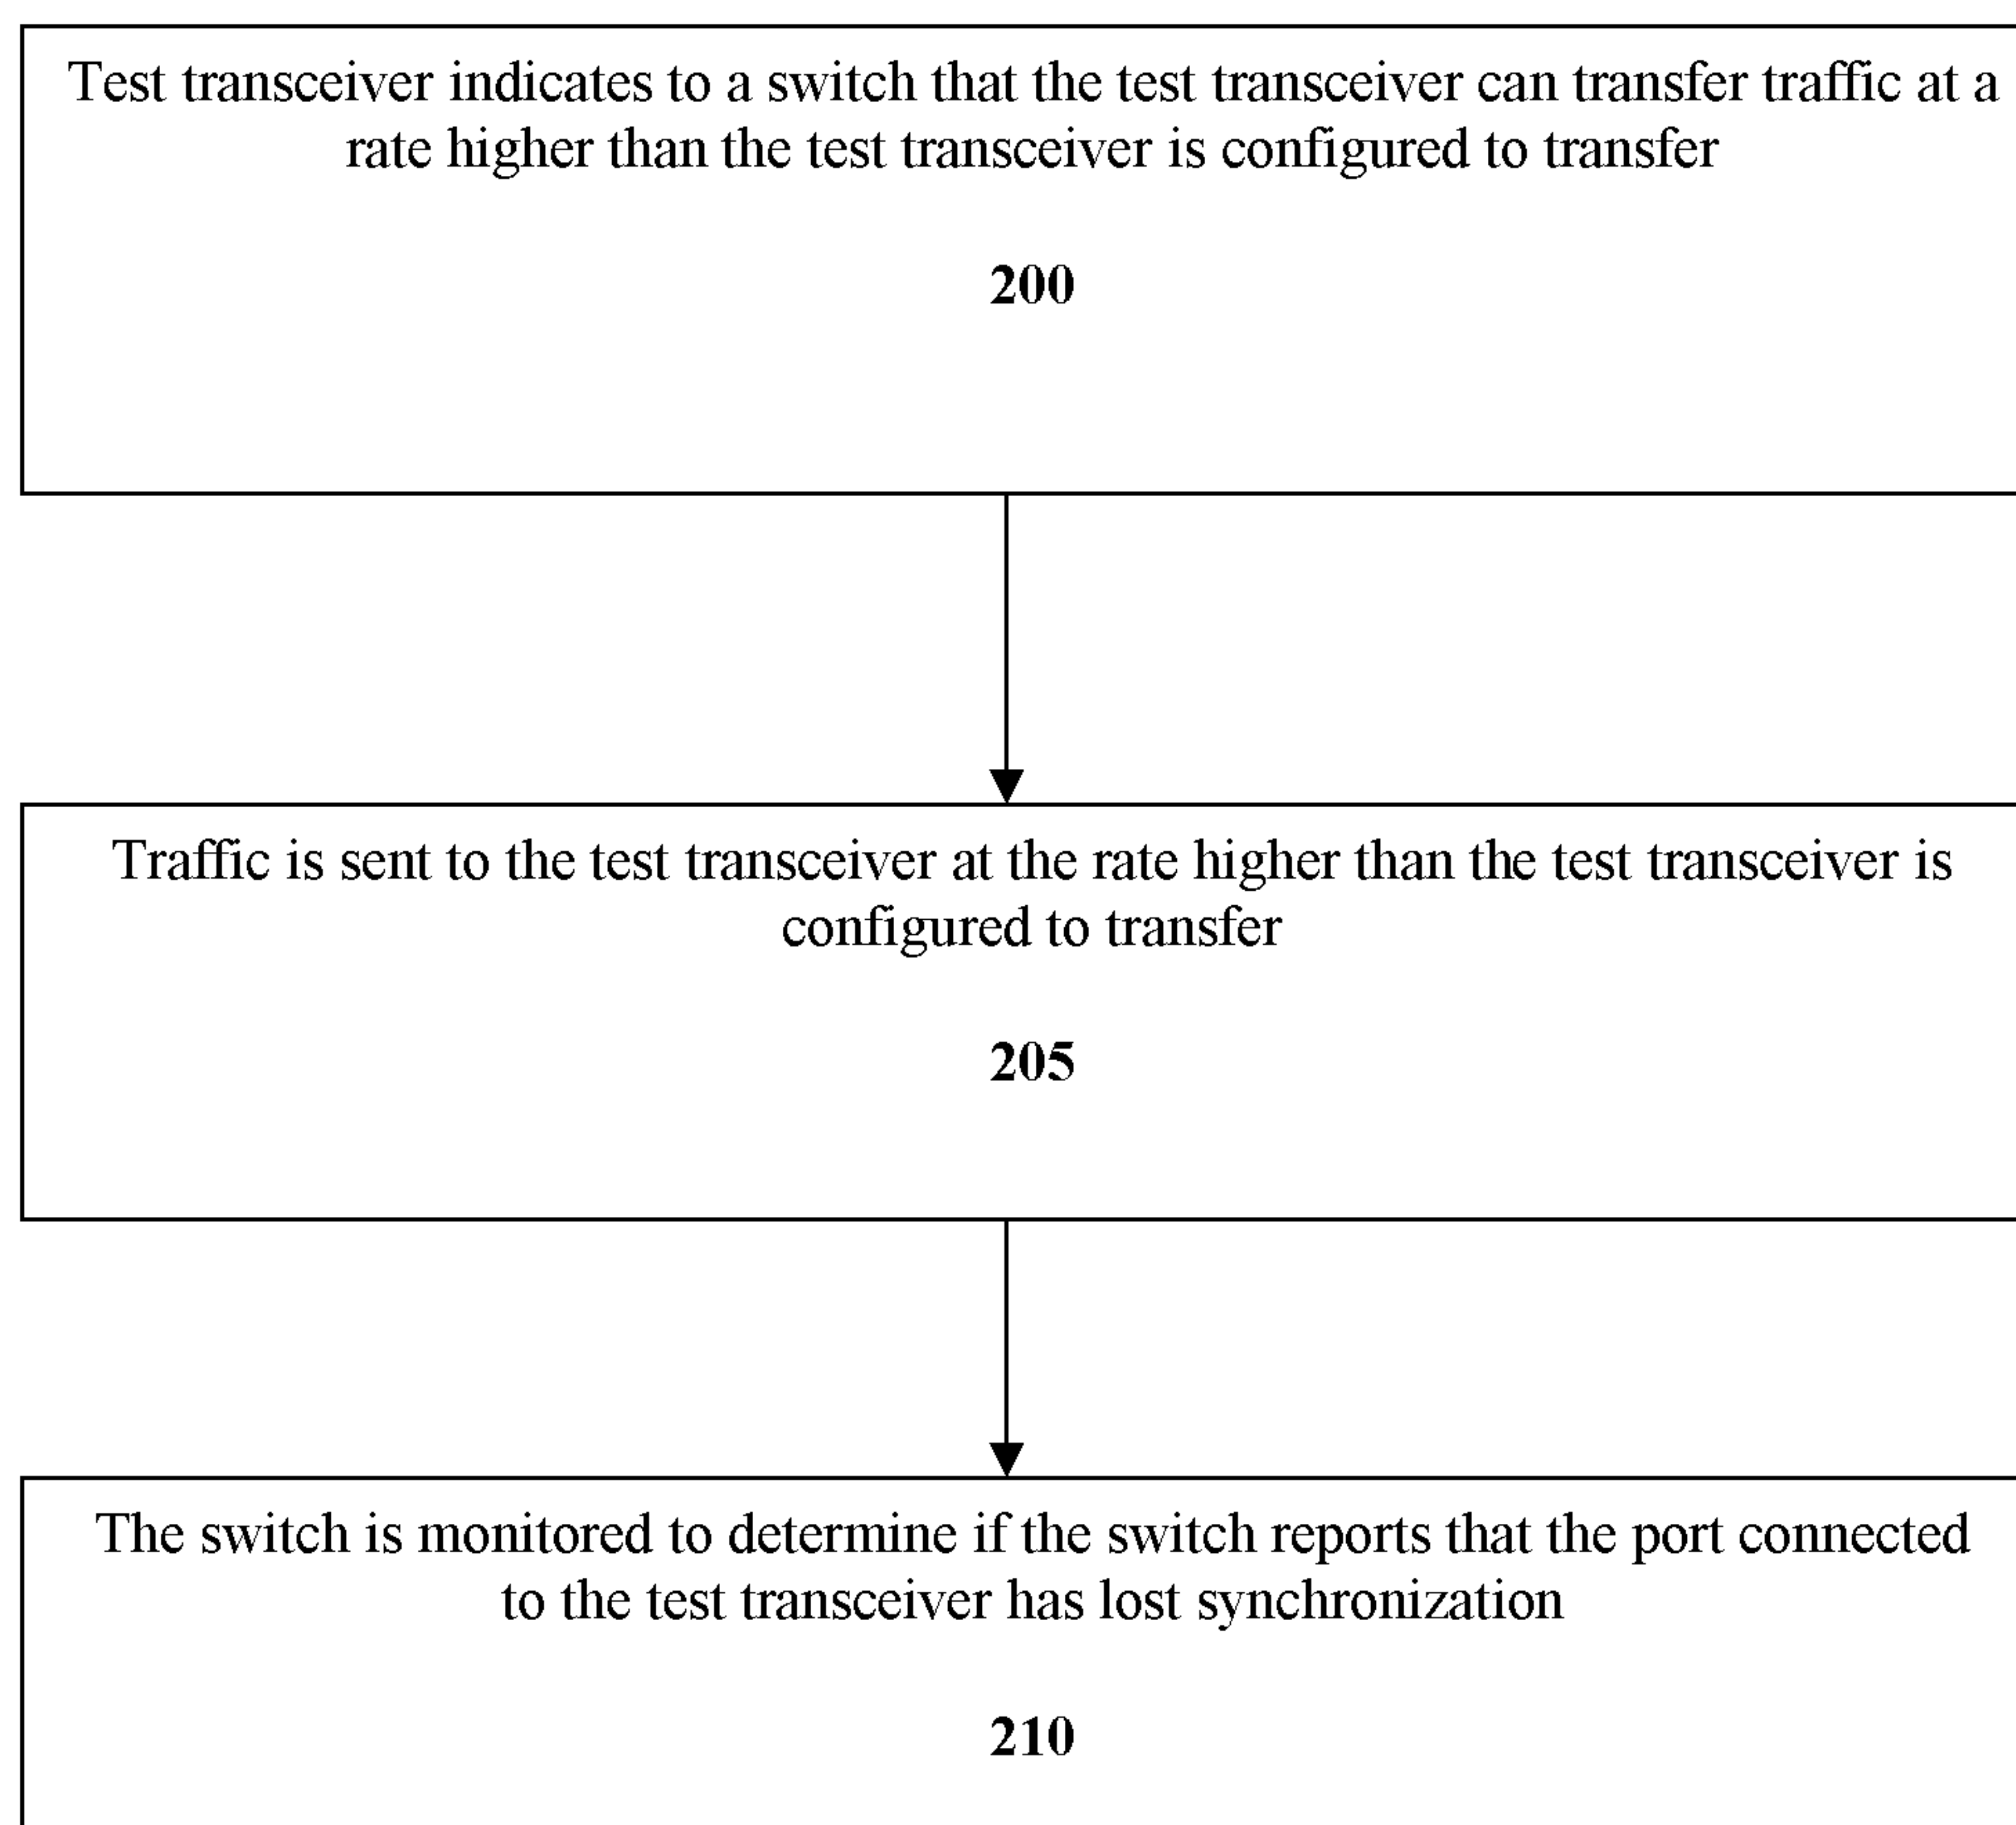 Test transceiver indicates to a switch that the test transceiver can transfer traffic at a
rate higher than the test transceiver is configured to transfer
200
Traffic is sent to the test transceiver at the rate higher than the test transceiver is
configured to transfer
205
The switch is monitored to determine if the switch reports that the port connected
to the test transceiver has lost synchronization
210